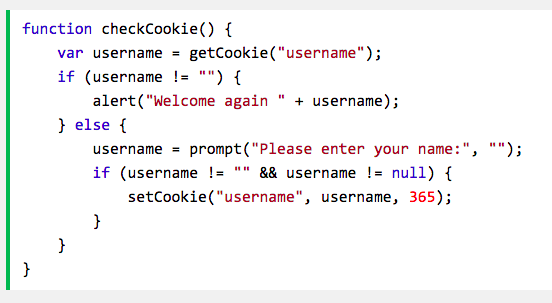 function checkCookie() {
    var username = getCookie("username");
    if (username != "") {
        alert("Welcome again " + username);
    } else {
        username = prompt("Please enter your name:", "");
        if (username != "" && username != null) {
            setCookie("username", username, 365);
        }
    }
}